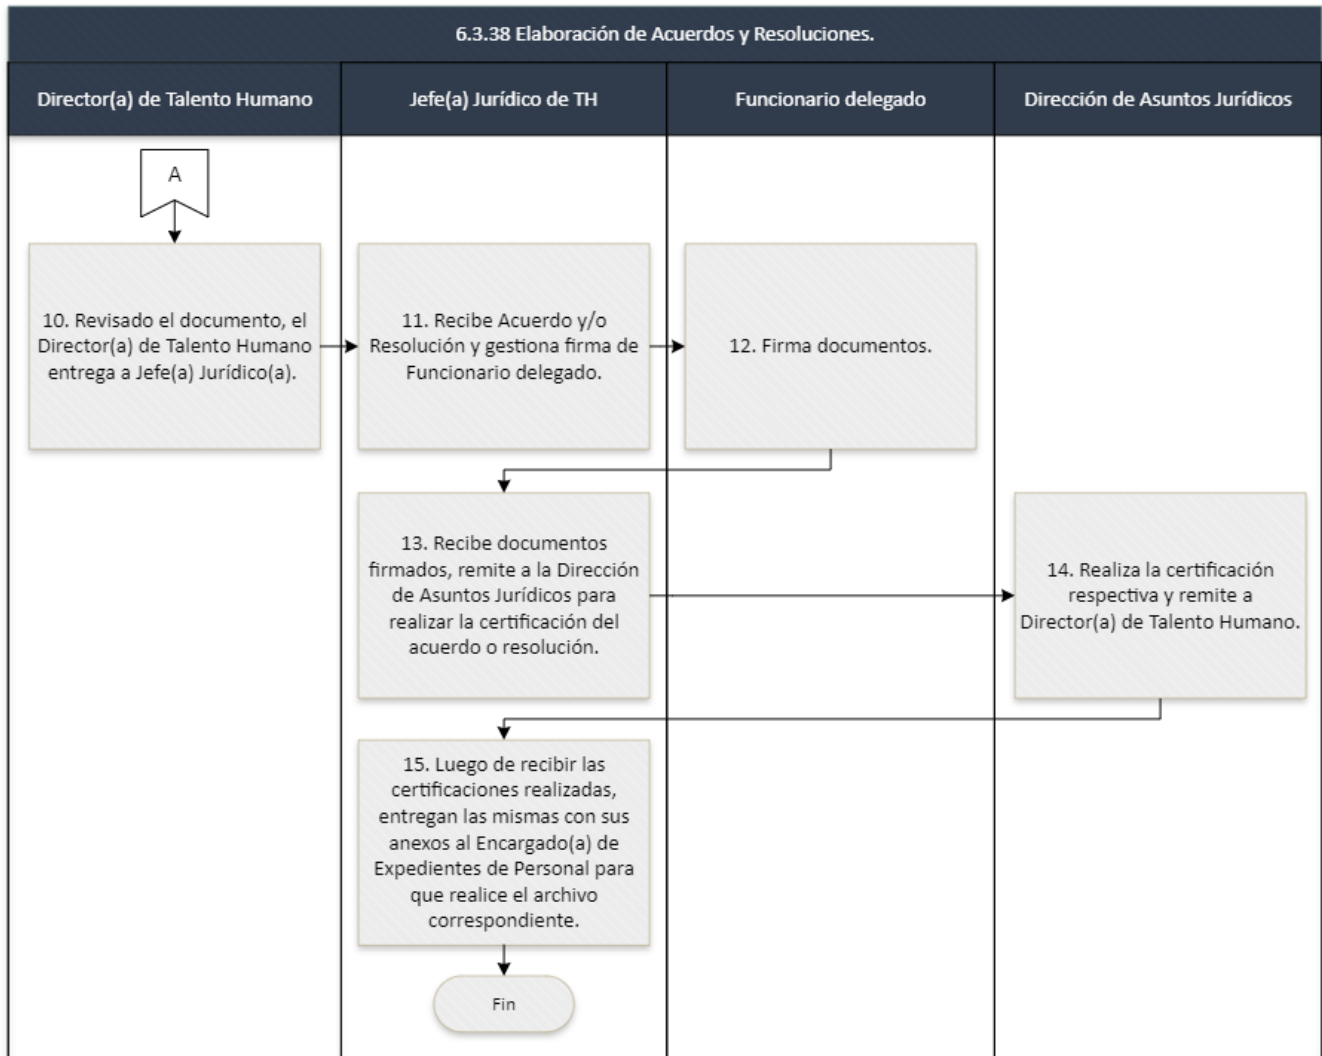 6.3.38 Elaboración de Acuerdos y Resoluciones.
Director(a) de Talento Humano
Jefe(a) Jurídico de TH
Funcionario delegado
Dirección de Asuntos Jurídicos
A
10. Revisado el documento, el
Director(a) de Talento Humano
entrega a Jefe(a) Jurídico(a).
11. Recibe Acuerdo y/o
Resolución y gestiona firma de
Funcionario delegado.
12. Firma documentos.
13. Recibe documentos
firmados, remite a la Dirección
de Asuntos Jurídicos para
realizar la certificación del
acuerdo o resolución.
14. Realiza la certificación
respectiva y remite a
Director(a) de Talento Humano.
15. Luego de recibir las
certificaciones realizadas,
entregan las mismas con sus
anexos al Encargado(a) de
Expedientes de Personal para
que realice el archivo
correspondiente.
Fin